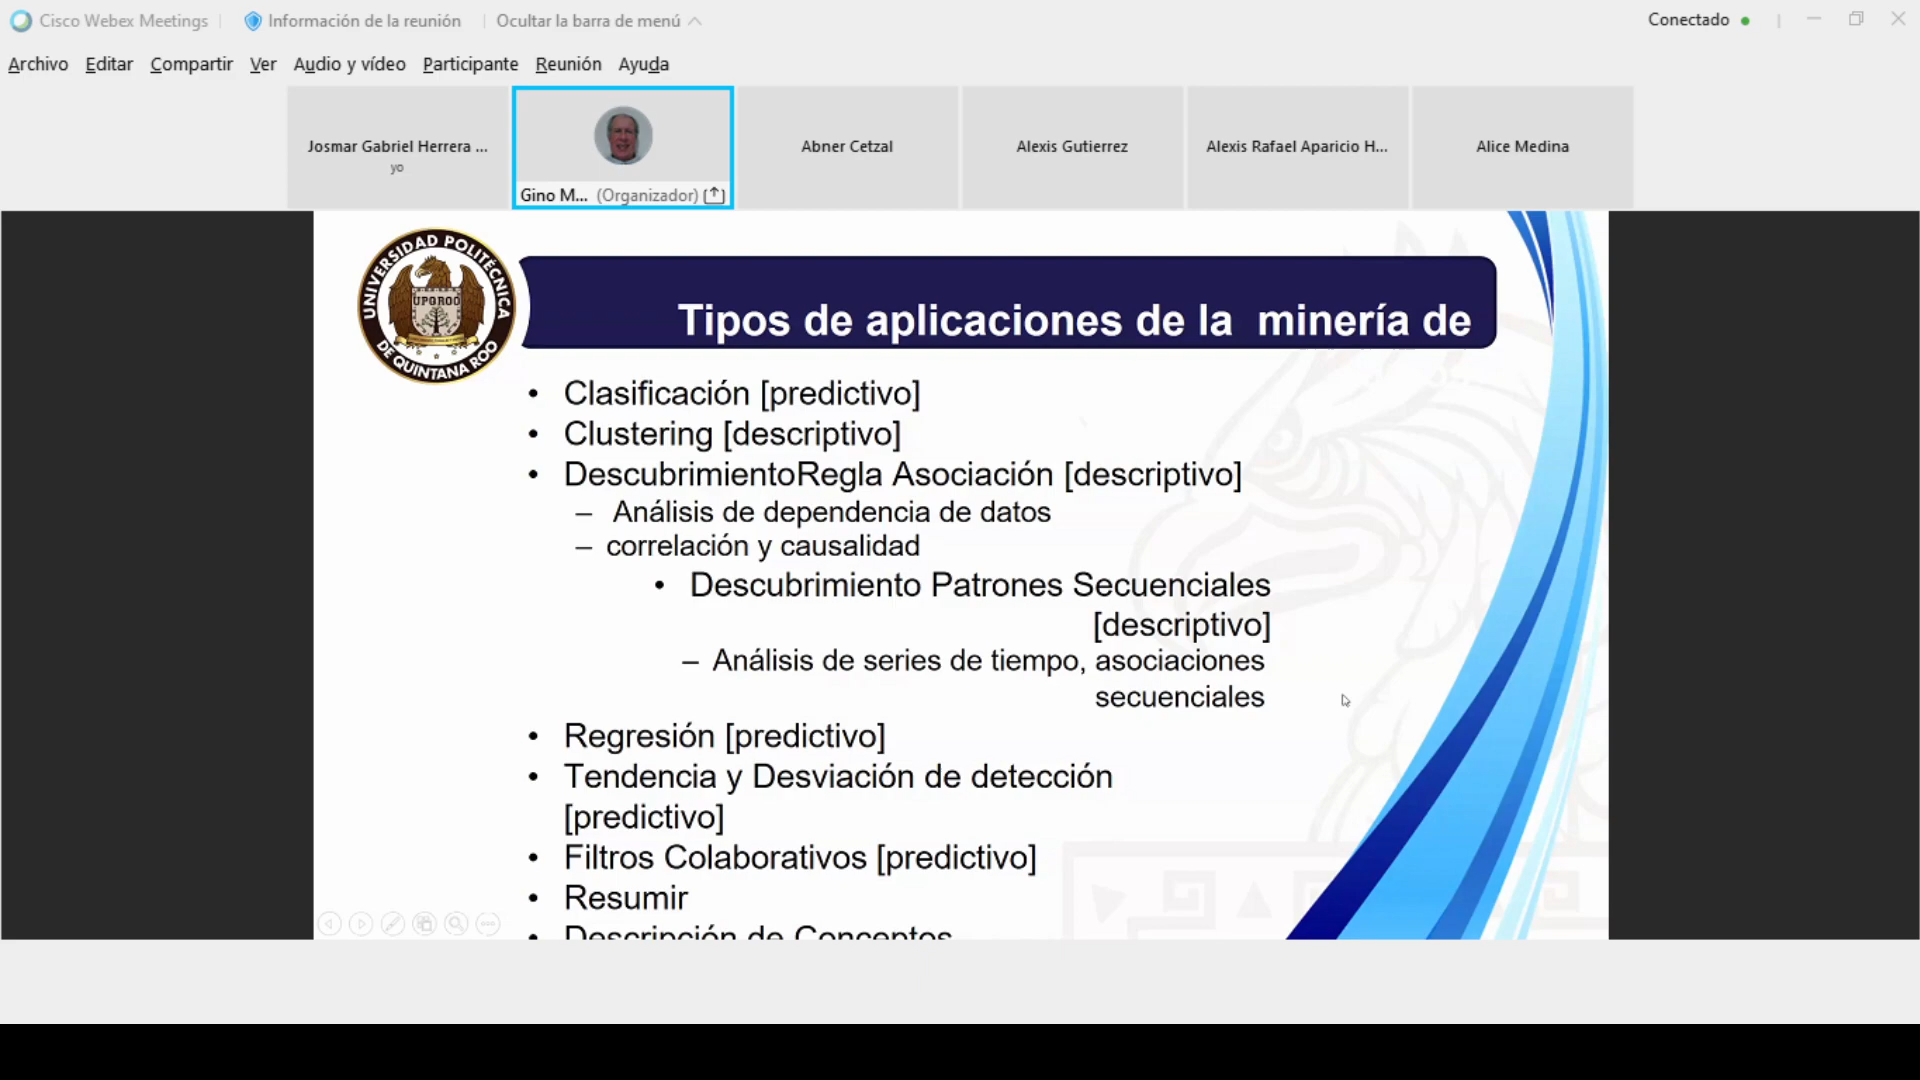 Cisco Webex Meetings
Información de la reunión
Ocultar la barra de menú
Conectado
Archivo Editar Compartir Ver Audio y vídeo Participante Reunión Ayuda
Josmar Gabriel Herrera ...
yo
Gino M... (Organizador)
Abner Cetzal
Alexis Gutierrez
Alexis Rafael Aparicio H...
Alice Medina
UNIVERSIDAD POLITÉCNICA
UPQROO
DE QUINTANA ROO
Tipos de aplicaciones de la minería de
• Clasificación [predictivo]
• Clustering [descriptivo]
• DescubrimientoRegla Asociación [descriptivo]
– Análisis de dependencia de datos
– correlación y causalidad
• Descubrimiento Patrones Secuenciales
[descriptivo]
– Análisis de series de tiempo, asociaciones
secuenciales
• Regresión [predictivo]
• Tendencia y Desviación de detección
[predictivo]
• Filtros Colaborativos [predictivo]
• Resumir
• Descripción de Conceptos